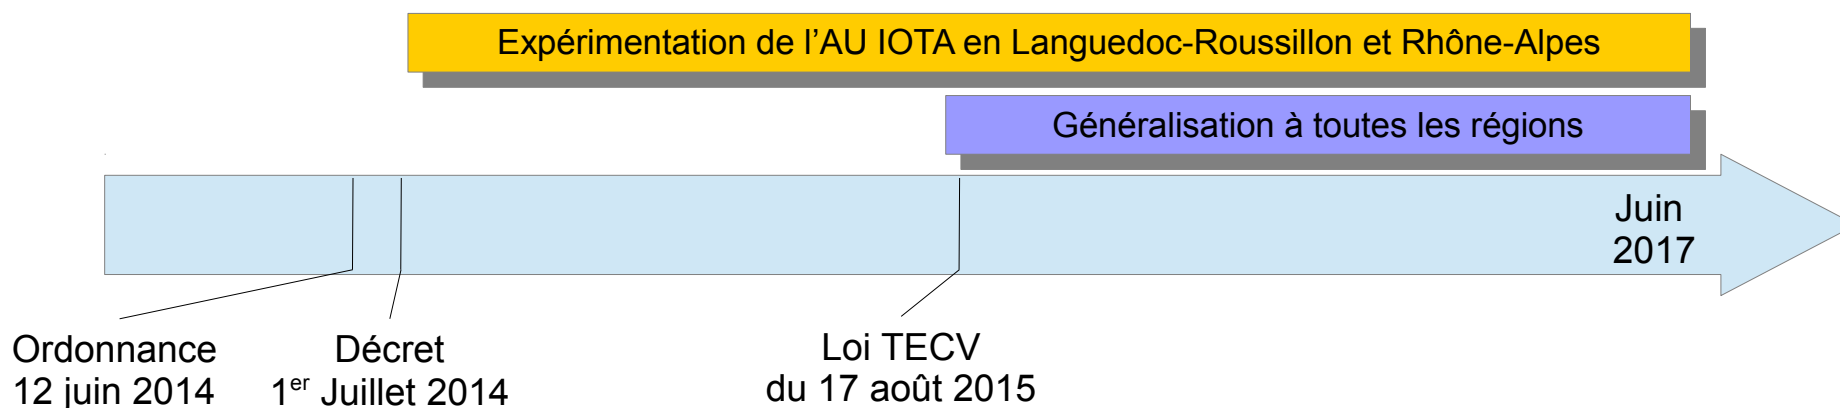 Expérimentation de l’AU IOTA en Languedoc-Roussillon et Rhône-Alpes
Généralisation à toutes les régions
Juin
2017
Ordonnance
12 juin 2014
Décret
1er Juillet 2014
Loi TECV
du 17 août 2015